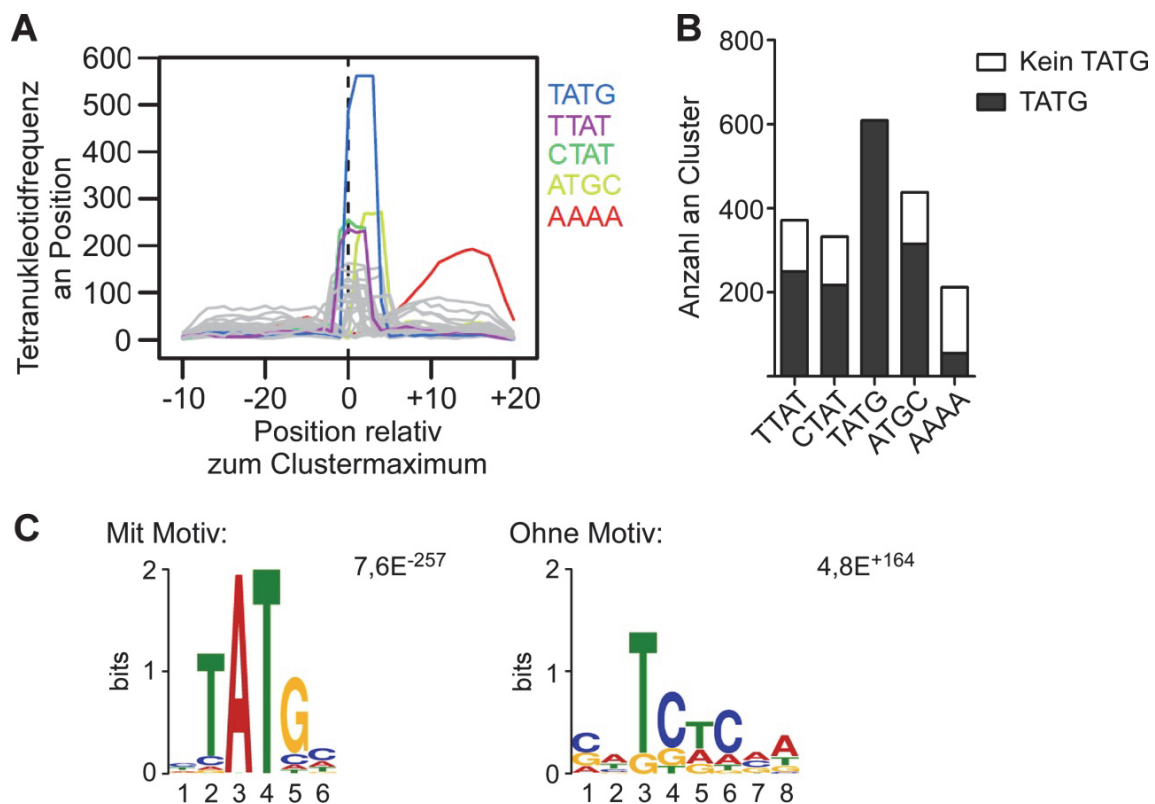 A
Tetranukleotidfrequenz
an Position
600
500
400
300
200
100
0
-10
-20
0
+10
+20
Position relativ
zum Clustermaximum
TATG
TTAT
CTAT
ATGC
AAAA
B
Anzahl an Cluster
800
600
400
200
TTAT
CTAT
TATG
ATGC
AAAA
Kein TATG
TATG
C
Mit Motiv:
7,6E-257
bits
2
1
0
TATG
1 2 3 4 5 6
Ohne Motiv:
4,8E+164
bits
2
1
0
1 2 3 4 5 6 7 8